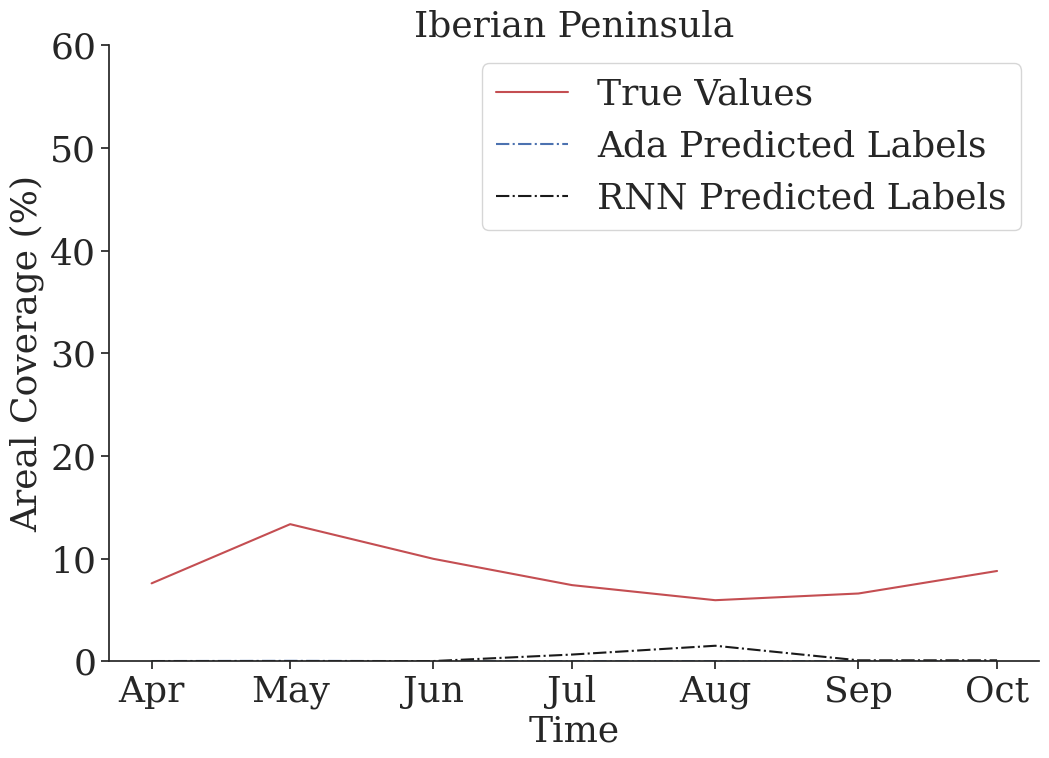 Iberian Peninsula
True Values
Ada Predicted Labels
RNN Predicted Labels
Areal Coverage (%)
60
50
40
30
20
10
0
Apr May Jun Jul Aug Sep Oct
Time